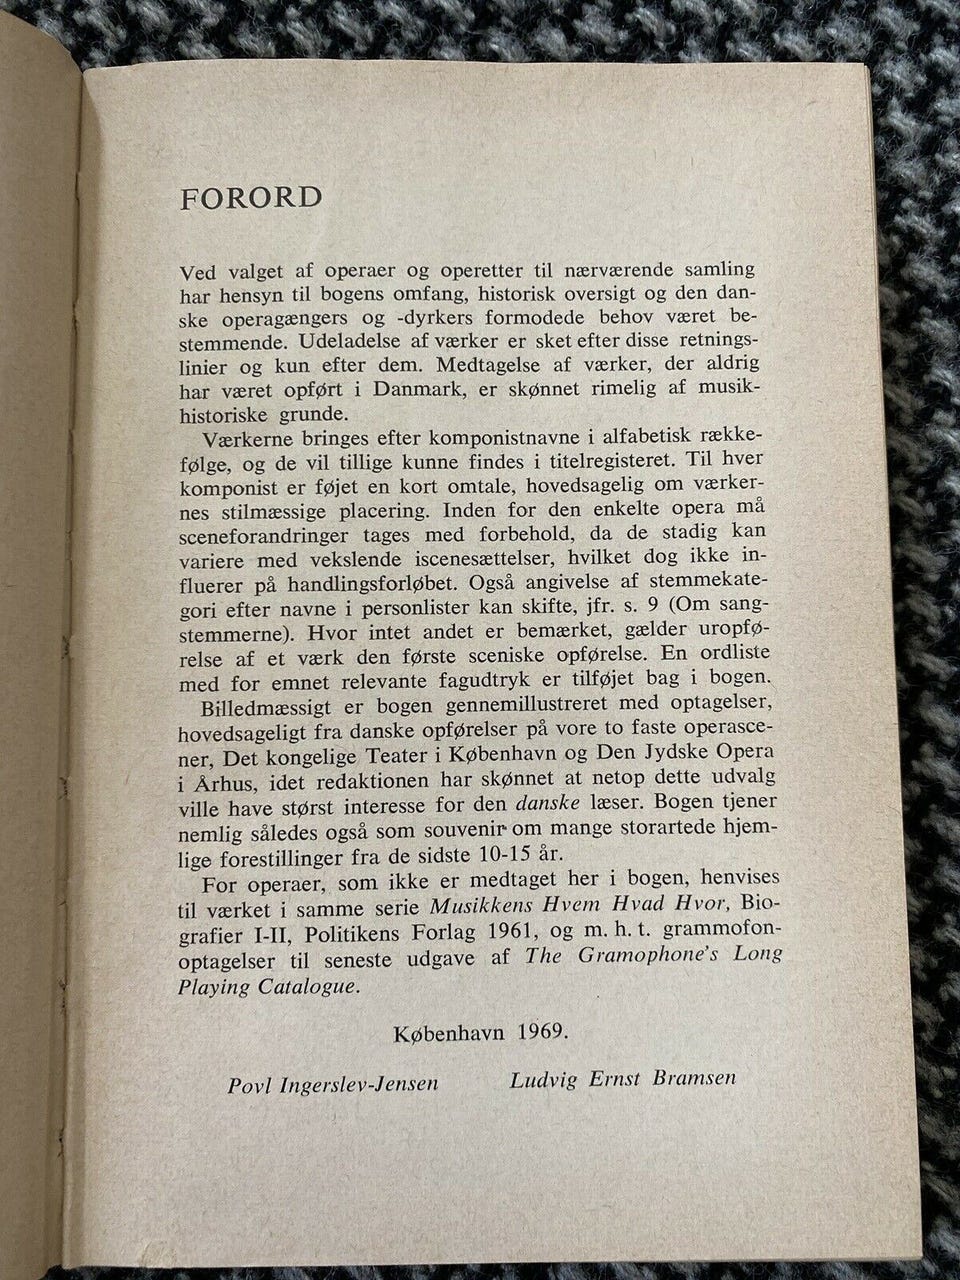 FORORD
Ved valget af operaer og operetter til nærværende samling
har hensyn til bogens omfang, historisk oversigt og den dan-
ske operagængers og -dyrkers formodede behov været be-
stemmende. Udeladelse af værker er sket efter disse retnings-
linier og kun efter dem. Medtagelse af værker, der aldrig
har været opført i Danmark, er skønnet rimelig af musik-
historiske grunde.
Værkerne bringes efter komponistnavne i alfabetisk række-
følge, og de vil tillige kunne findes i titelregisteret. Til hver
komponist er føjet en kort omtale, hovedsagelig om værker-
nes stilmæssige placering. Inden for den enkelte opera må
sceneforandringer tages med forbehold, da de stadig kan
variere med vekslende iscenesættelser, hvilket dog ikke in-
fluerer på handlingsforløbet. Også angivelse af stemmekate-
gori efter navne i personlister kan skifte, jfr. s. 9 (Om sang-
stemmerne). Hvor intet andet er bemærket, gælder uropfø-
relse af et værk den første sceniske opførelse. En ordliste
med for emnet relevante fagudtryk er tilføjet bag i bogen.
Billedmæssigt er bogen gennemillustreret med optagelser,
hovedsageligt fra danske opførelser på vore to faste operasce-
ner, Det kongelige Teater i København og Den Jydske Opera
i Århus, idet redaktionen har skønnet at netop dette udvalg
ville have størst interesse for den danske læser. Bogen tjener
nemlig således også som souvenir om mange storartede hjem-
lige forestillinger fra de sidste 10-15 år.
For operaer, som ikke er medtaget her i bogen, henvises
til værket i samme serie Musikkens Hvem Hvad Hvor, Bio-
grafier I-II, Politikens Forlag 1961, og m. h. t. grammofon-
optagelser til seneste udgave af The Gramophone's Long
Playing Catalogue.
København 1969.
Povl Ingerslev-Jensen Ludvig Ernst Bramsen